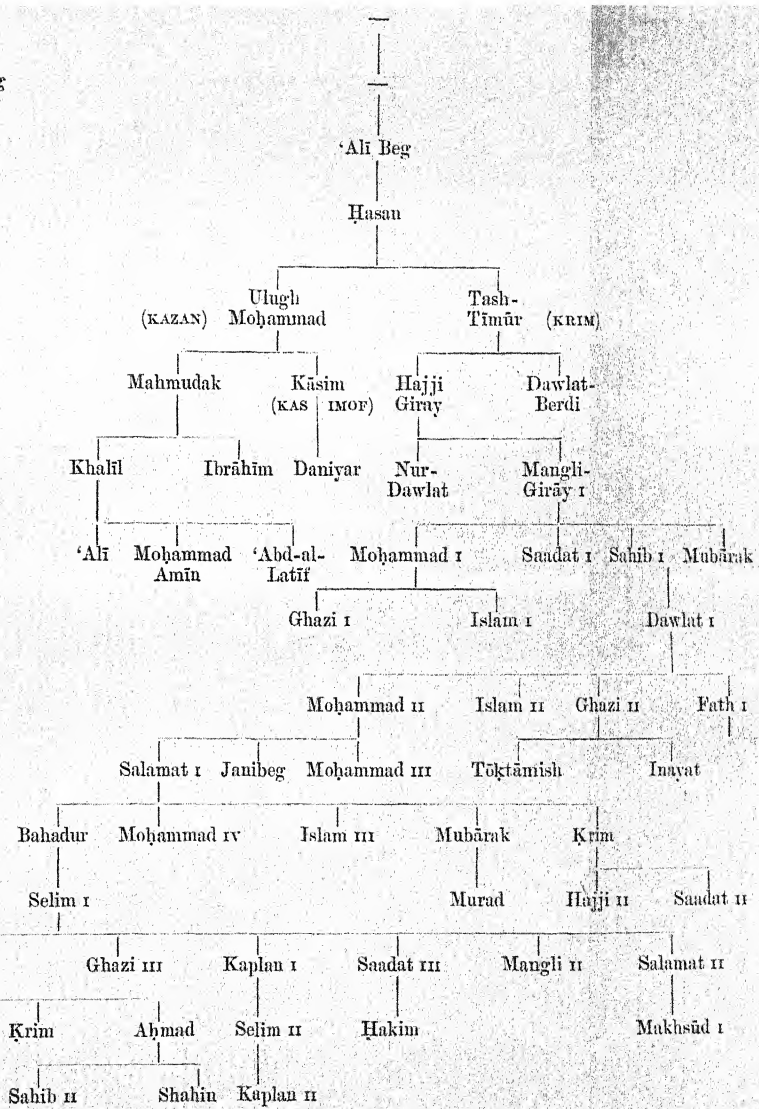 ‘Alī Beg
Ḥasan
Ulugh Tash-
(KAZAN) Moḥammad Tīmūr (KRIM)
Mahmudak Kāsim Hajji Dawlat-
(KAS IMOF) Giray Berdi
Khalīl Ibrāhīm Daniyar Nur- Mangli-
Dawlat Girāy I
‘Alī Moḥammad ‘Abd-al- Moḥammad I Saadat I Sahib I Mubārak
Amīn Latīf
Ghazi I Islam I Dawlat I
Moḥammad II Islam II Ghazi II Fath I
Salamat I Janibeg Moḥammad III Tōktāmish Inayat
Bahadur Moḥammad IV Islam III Mubārak Ḳrim
Selim I Murad Hājji II Saadat II
Ghazi III Kaplan I Saadat III Mangli II Salamat II
Ḳrim Aḥmad Selim II Ḥakim Makhsūd I
Sahib II Shahin Kaplan II